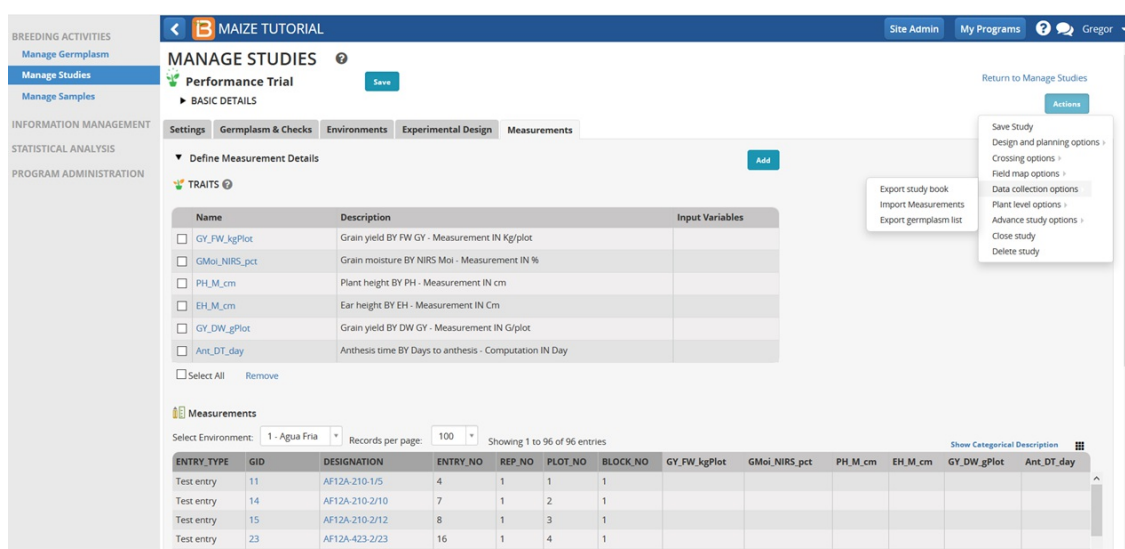 BREEDING ACTIVITIES
Manage Germplasm
Manage Studies
Manage Samples
INFORMATION MANAGEMENT
STATISTICAL ANALYSIS
PROGRAM ADMINISTRATION
MAIZE TUTORIAL
Site Admin My Programs ? Gregor
MANAGE STUDIES ?
Performance Trial Save
Return to Manage Studies
▶ BASIC DETAILS
Actions
Settings Germplasm & Checks Environments Experimental Design Measurements
▼ Define Measurement Details Add
TRAITS ?
Save Study
Design and planning options ›
Crossing options ›
Field map options ›
Data collection options
Plant level options ›
Advance study options ›
Close study
Delete study
Export study book
Import Measurements
Export germplasm list
Name Description Input Variables
GY_FW_kgPlot Grain yield BY FW GY - Measurement IN Kg/plot
GMoi_NIRS_pct Grain moisture BY NIRS Moi - Measurement IN %
PH_M_cm Plant height BY PH - Measurement IN cm
EH_M_cm Ear height BY EH - Measurement IN Cm
GY_DW_gPlot Grain yield BY DW GY - Measurement IN G/plot
Ant_DT_day Anthesis time BY Days to anthesis - Computation IN Day
Select All Remove
Measurements
Select Environment: 1 - Agua Fria Records per page: 100 Showing 1 to 96 of 96 entries
Show Categorical Description
ENTRY_TYPE GID DESIGNATION ENTRY_NO REP_NO PLOT_NO BLOCK_NO GY_FW_kgPlot GMoi_NIRS_pct PH_M_cm EH_M_cm GY_DW_gPlot Ant_DT_day
Test entry 11 AF12A-210-1/5 4 1 1 1
Test entry 14 AF12A-210-2/10 7 1 2 1
Test entry 15 AF12A-210-2/12 8 1 3 1
Test entry 23 AF12A-423-2/23 16 1 4 1